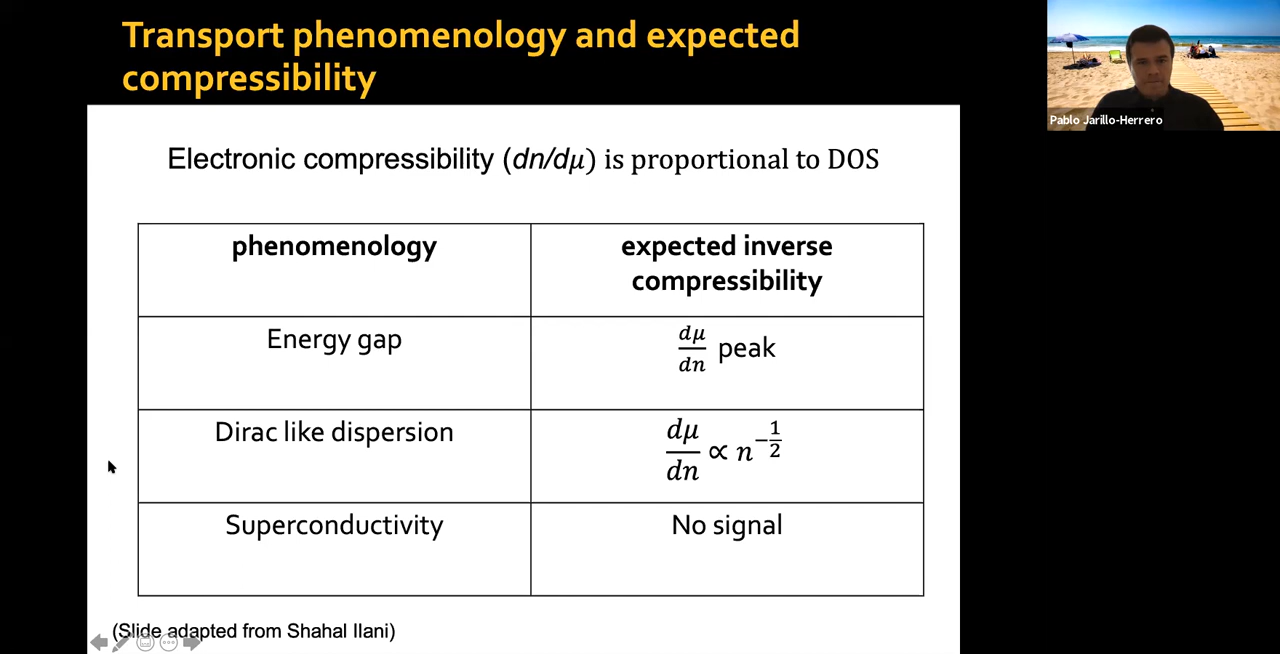 Transport phenomenology and expected
compressibility
Pablo Jarillo-Herrero
Electronic compressibility (dn/dμ) is proportional to DOS
phenomenology
expected inverse
compressibility
Energy gap
dμ/dn peak
Dirac like dispersion
dμ/dn ∝ n^(-1/2)
Superconductivity
No signal
(Slide adapted from Shahal Ilani)